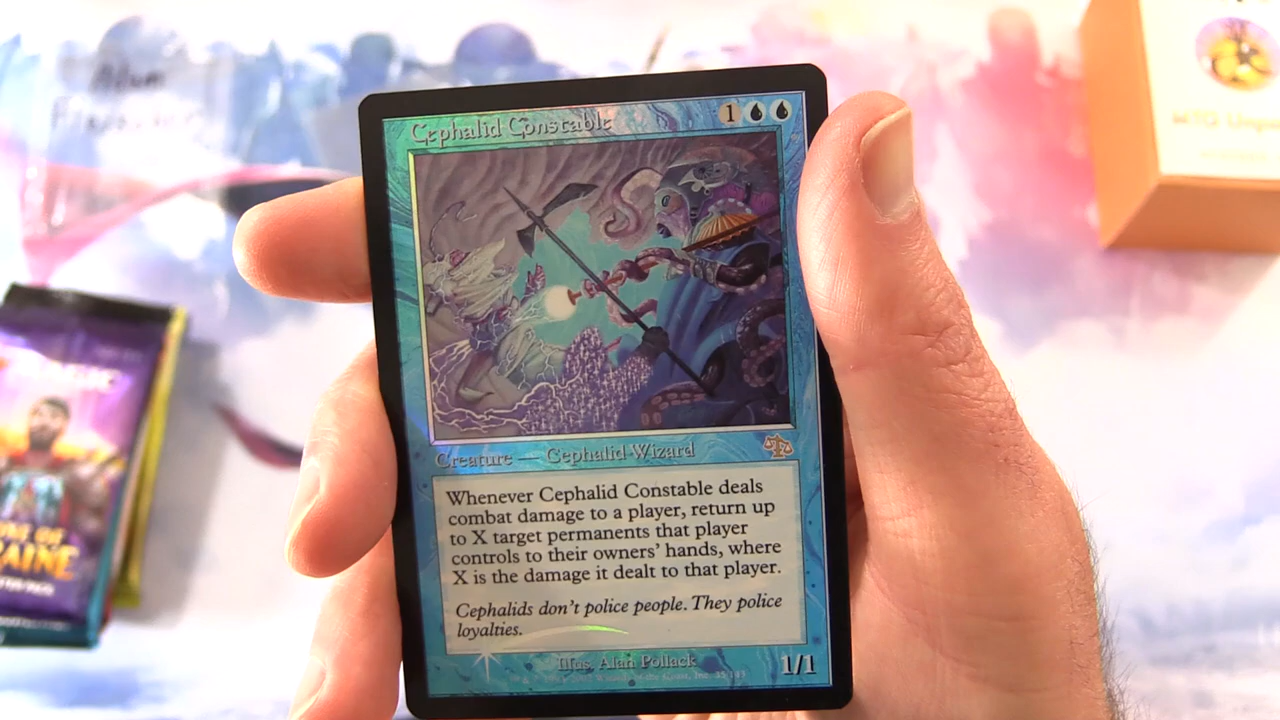 Adam
Cephalid Constable
1
Creature — Cephalid Wizard
Whenever Cephalid Constable deals
combat damage to a player, return up
to X target permanents that player
controls to their owners' hands, where
X is the damage it dealt to that player.
Cephalids don't police people. They police
loyalties.
Illus. Alan Pollack
1/1